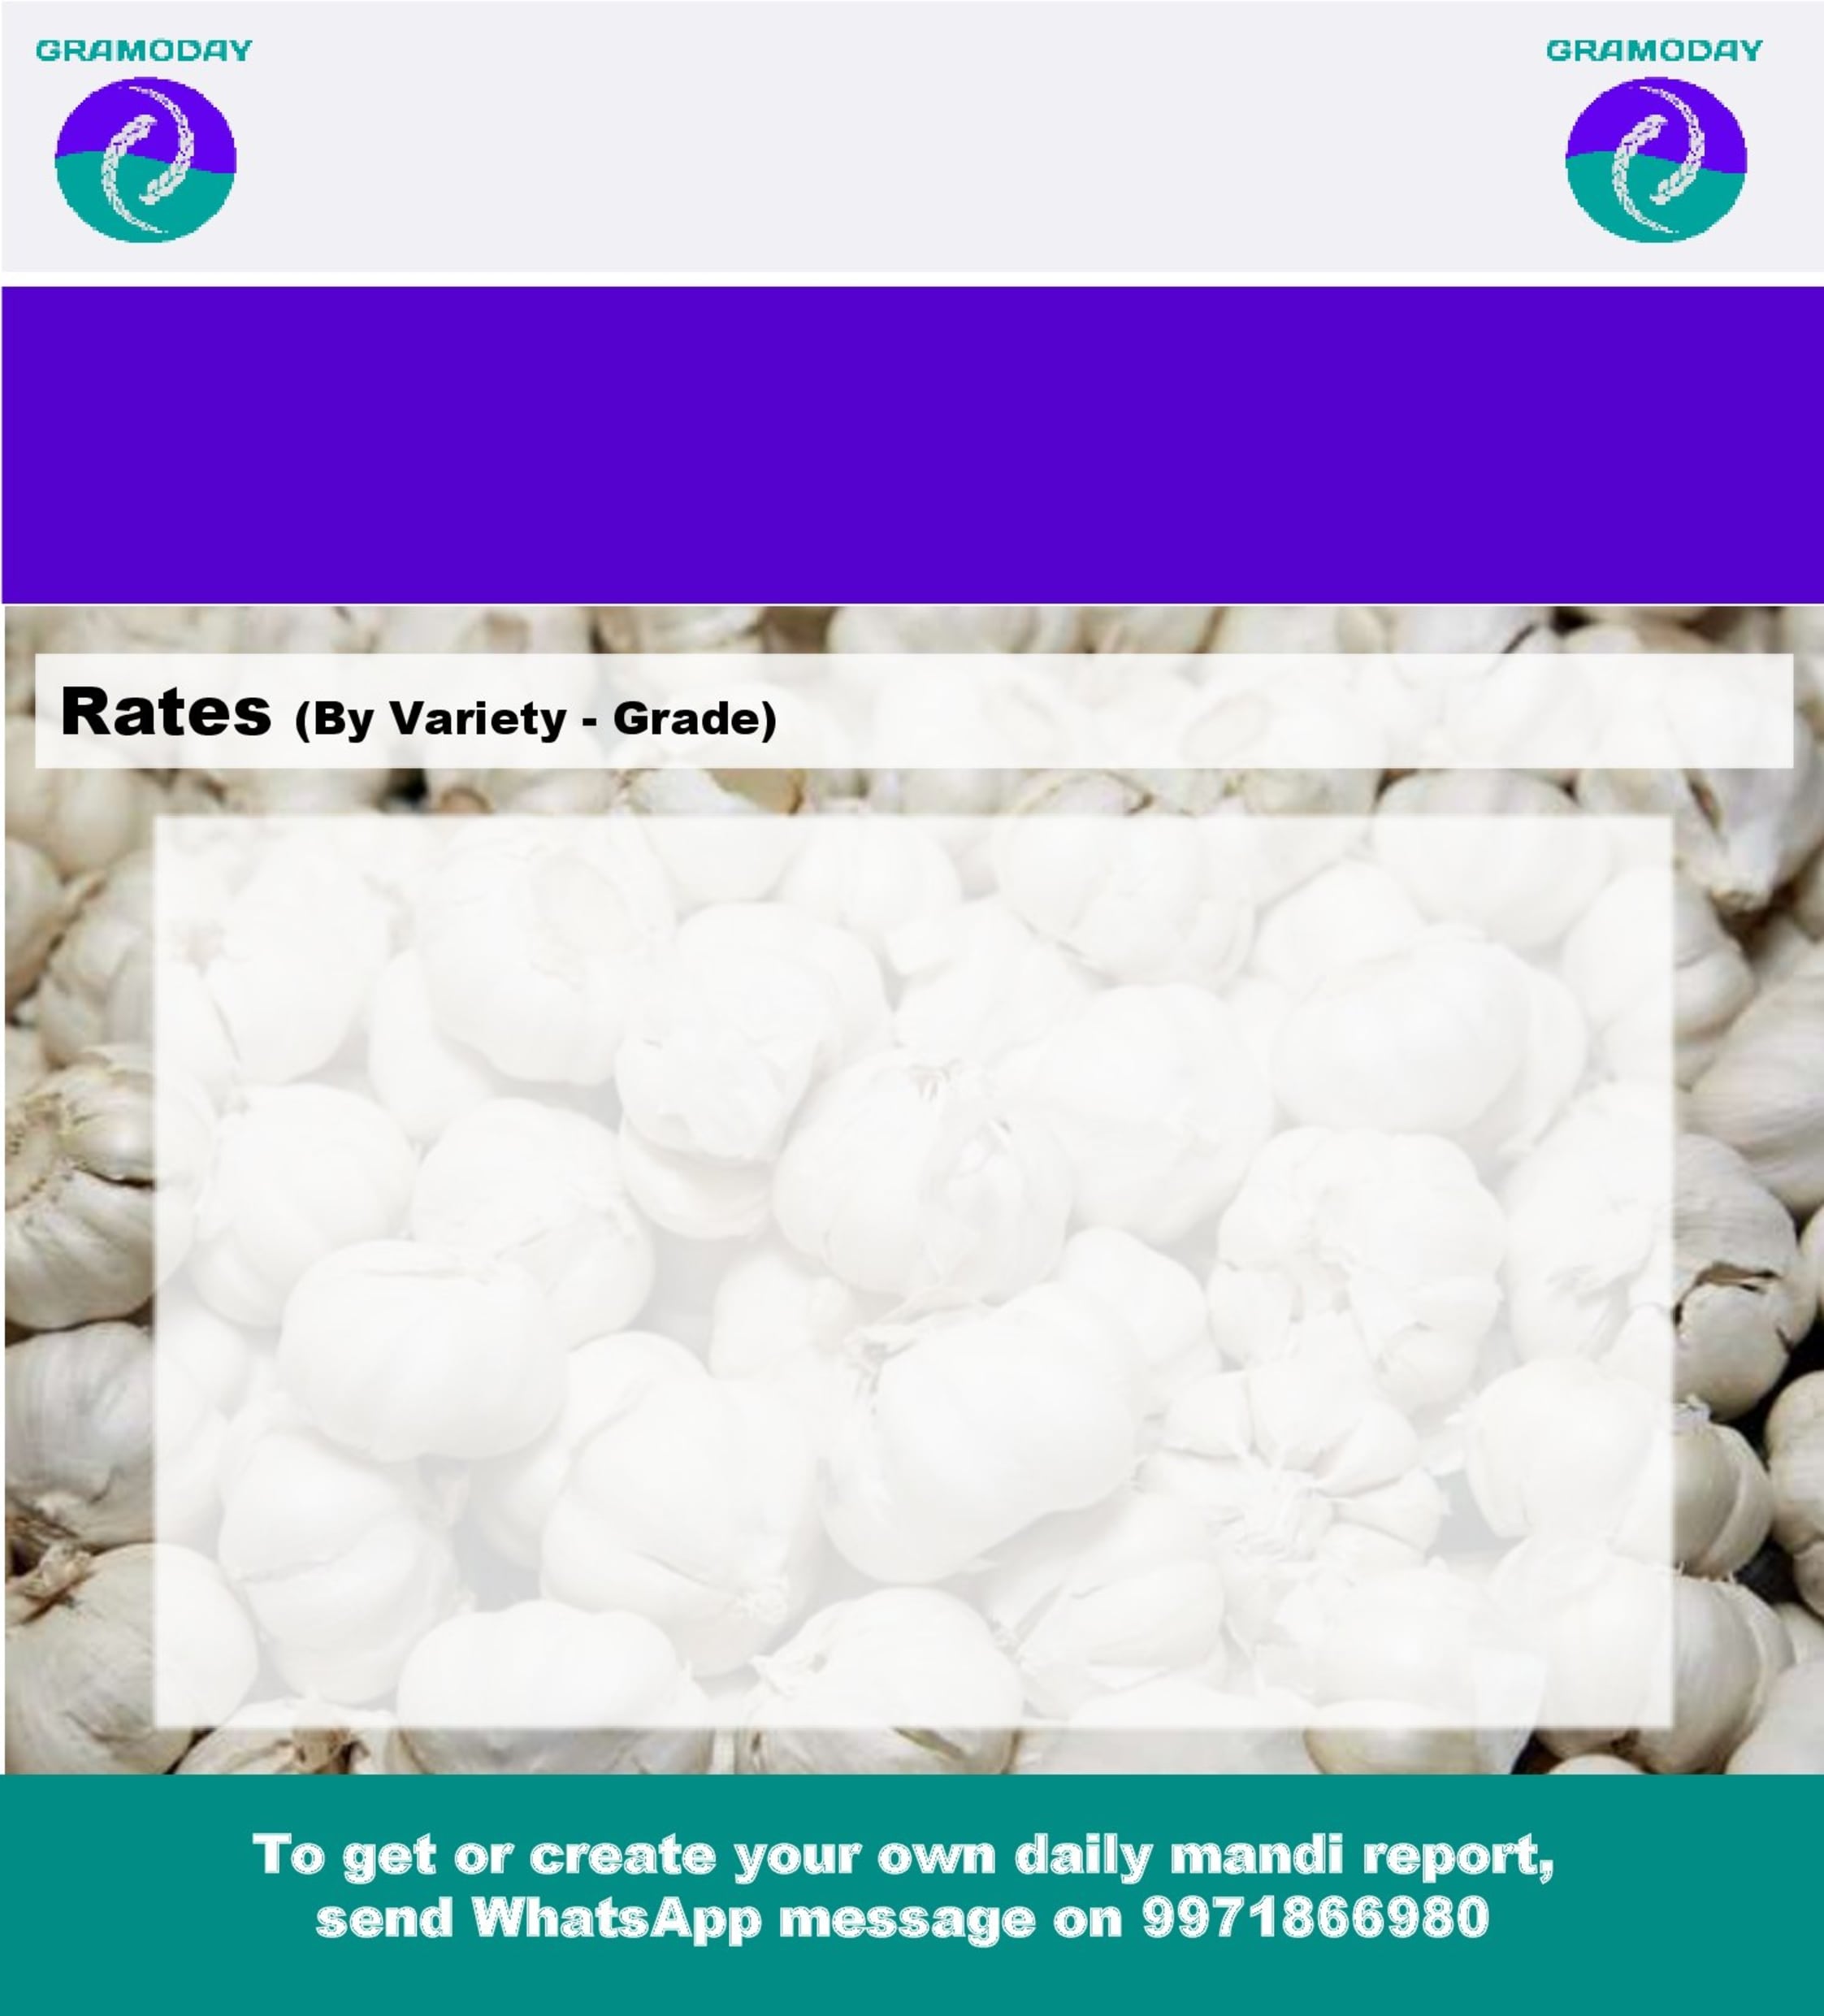 GRAMODAY GRAMODAY
Rates (By Variety - Grade)
To get or create your own daily mandi report,
send WhatsApp message on 9971866980